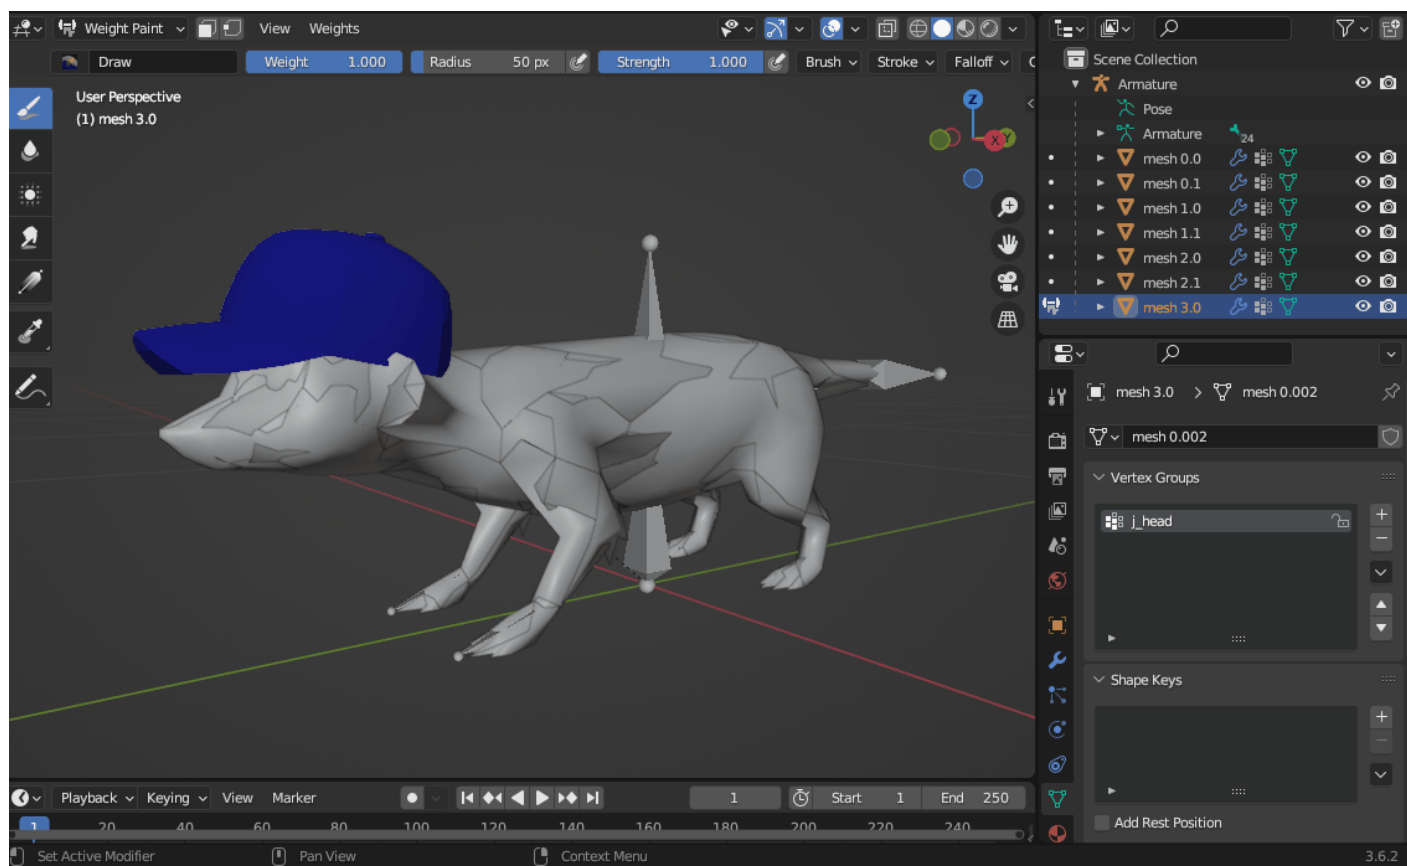 Weight Paint View Weights
Draw Weight 1.000 Radius 50 px Strength 1.000 Brush Stroke Falloff
User Perspective
(1) mesh 3.0
Z
X
Y
Scene Collection
Armature
Pose
Armature 24
mesh 0.0
mesh 0.1
mesh 1.0
mesh 1.1
mesh 2.0
mesh 2.1
mesh 3.0
mesh 3.0 > mesh 0.002
mesh 0.002
Vertex Groups
j_head
Shape Keys
Add Rest Position
Playback Keying View Marker 1 Start 1 End 250
1 20 40 60 80 100 120 140 160 180 200 220 240
Set Active Modifier Pan View Context Menu 3.6.2